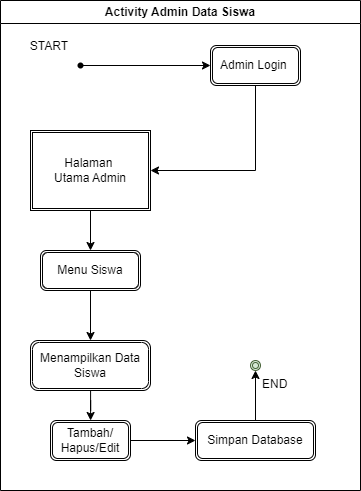 Activity Admin Data Siswa
START
Admin Login
Halaman
Utama Admin
Menu Siswa
Menampilkan Data
Siswa
END
Tambah/
Hapus/Edit
Simpan Database